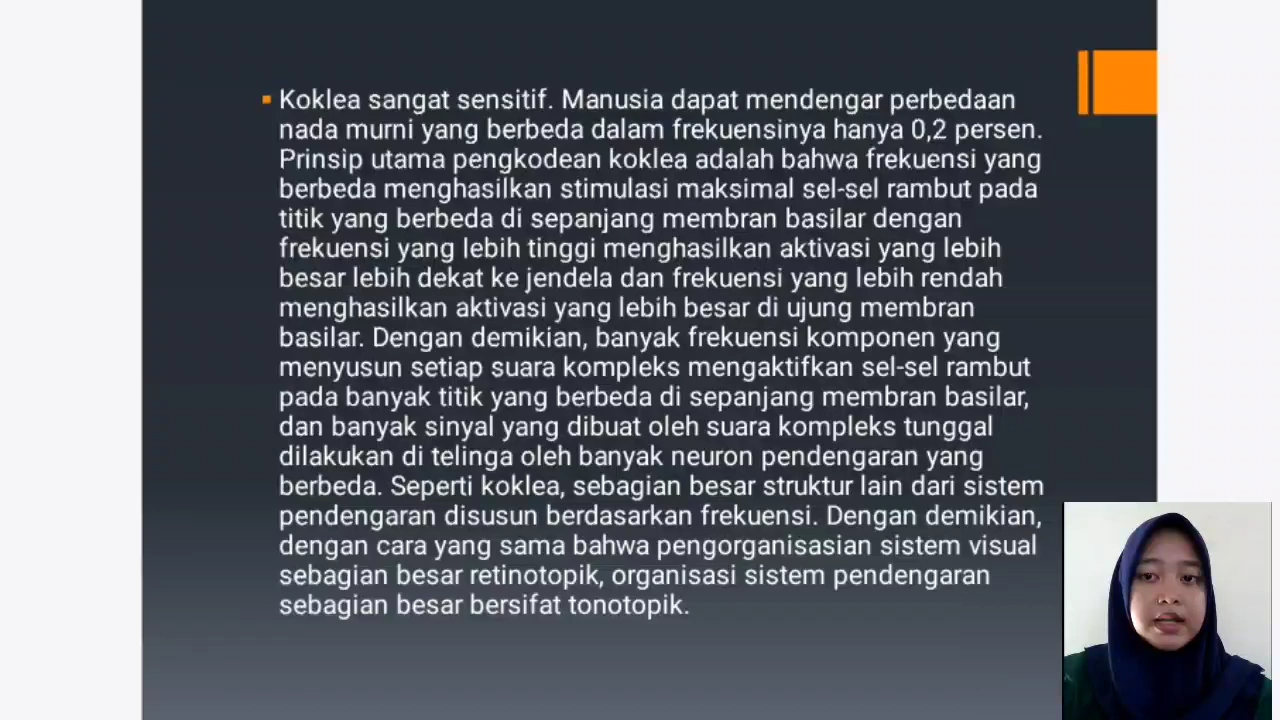 Koklea sangat sensitif. Manusia dapat mendengar perbedaan
nada murni yang berbeda dalam frekuensinya hanya 0,2 persen.
Prinsip utama pengkodean koklea adalah bahwa frekuensi yang
berbeda menghasilkan stimulasi maksimal sel-sel rambut pada
titik yang berbeda di sepanjang membran basilar dengan
frekuensi yang lebih tinggi menghasilkan aktivasi yang lebih
besar lebih dekat ke jendela dan frekuensi yang lebih rendah
menghasilkan aktivasi yang lebih besar di ujung membran
basilar. Dengan demikian, banyak frekuensi komponen yang
menyusun setiap suara kompleks mengaktifkan sel-sel rambut
pada banyak titik yang berbeda di sepanjang membran basilar,
dan banyak sinyal yang dibuat oleh suara kompleks tunggal
dilakukan di telinga oleh banyak neuron pendengaran yang
berbeda. Seperti koklea, sebagian besar struktur lain dari sistem
pendengaran disusun berdasarkan frekuensi. Dengan demikian,
dengan cara yang sama bahwa pengorganisasian sistem visual
sebagian besar retinotopik, organisasi sistem pendengaran
sebagian besar bersifat tonotopik.